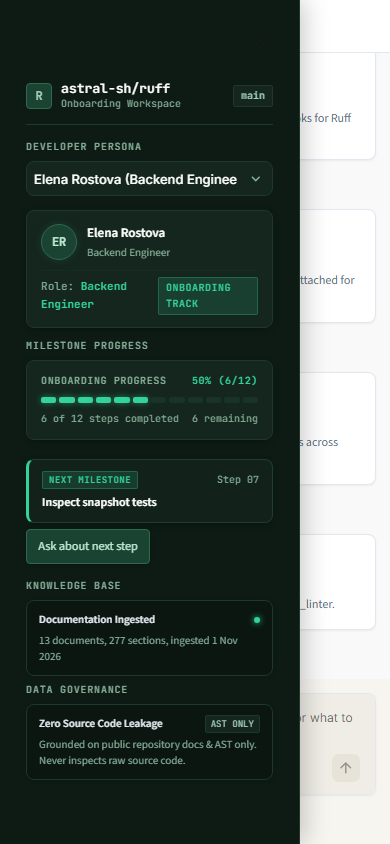 R
astral-sh/ruff
Onboarding Workspace
main
DEVELOPER PERSONA
Elena Rostova (Backend Enginee
ER
Elena Rostova
Backend Engineer
Role: Backend
Engineer
ONBOARDING
TRACK
MILESTONE PROGRESS
ONBOARDING PROGRESS
50% (6/12)
6 of 12 steps completed
6 remaining
NEXT MILESTONE
Step 07
Inspect snapshot tests
Ask about next step
KNOWLEDGE BASE
Documentation Ingested
13 documents, 277 sections, ingested 1 Nov
2026
DATA GOVERNANCE
Zero Source Code Leakage
AST ONLY
Grounded on public repository docs & AST only.
Never inspects raw source code.
for Ruff
for
across
_linter.
what to